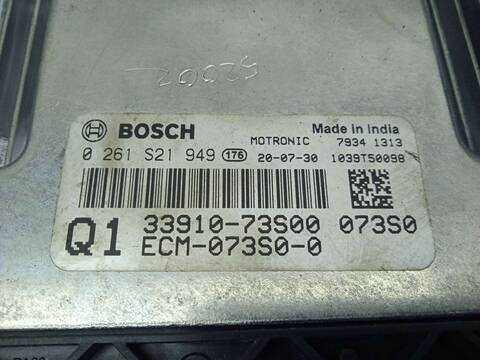 BOSCH
Made in India
0 261 S21 949 176 MOTRONIC 7934 1313
20-07-30 1039T50098
Q1 33910-73S00 073S0
ECM-073S0-0